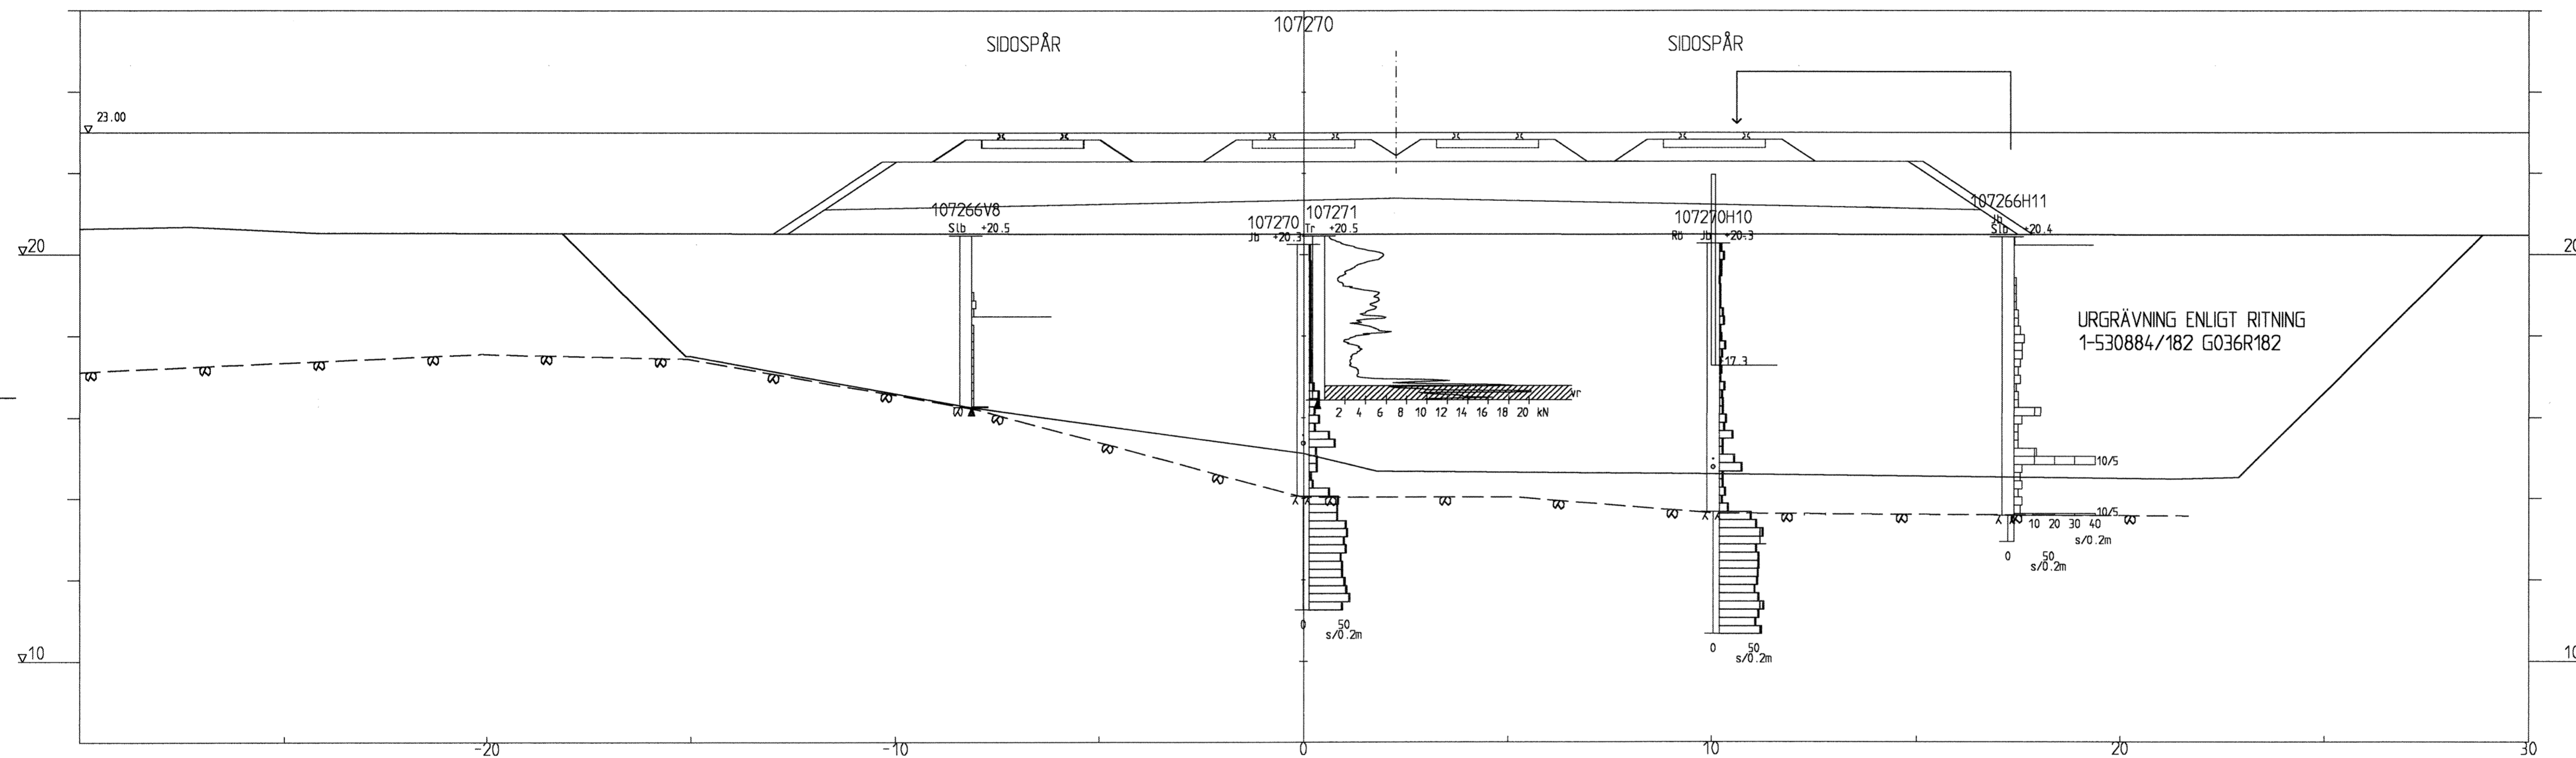 107270
SIDOSPÅR
SIDOSPÅR
23.00
107266V8
Slb +20.5
107270
Jb +20.3
107271
Tr +20.5
107270H10
Rö Jb +20.3
107266H11
Jb
Slb +20.4
20
20
URGRÄVNING ENLIGT RITNING
1-530884/182 G036R182
17.3
vr
2 4 6 8 10 12 14 16 18 20 kN
10/5
10/5
10 20 30 40
s/0.2m
0 50
s/0.2m
0 50
s/0.2m
0 50
s/0.2m
10
10
-20 -10 0 10 20 30